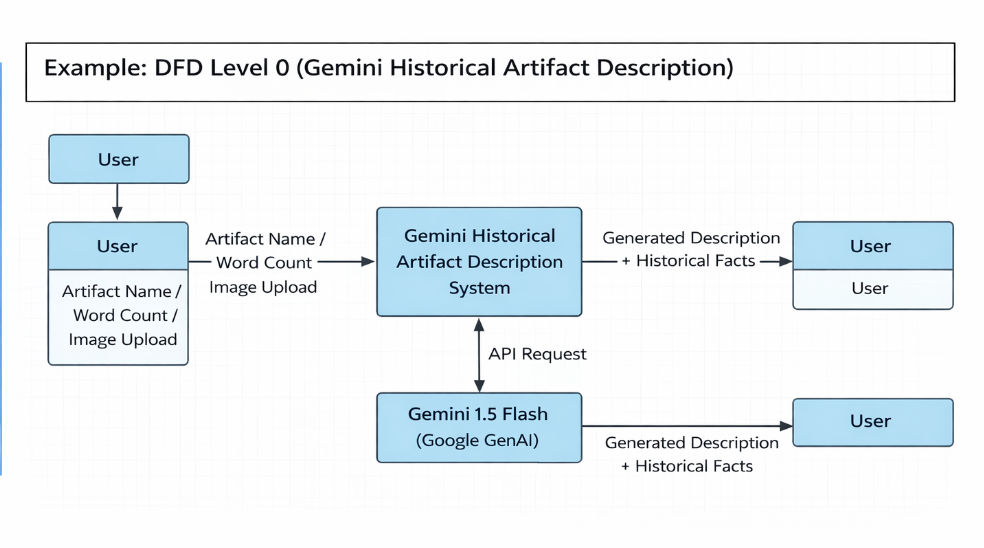 Example: DFD Level 0 (Gemini Historical Artifact Description)
User
User
Artifact Name /
Word Count /
Image Upload
Artifact Name /
Word Count
Image Upload
Gemini Historical
Artifact Description
System
API Request
Gemini 1.5 Flash
(Google GenAI)
Generated Description
+ Historical Facts
User
User
Generated Description
+ Historical Facts
User